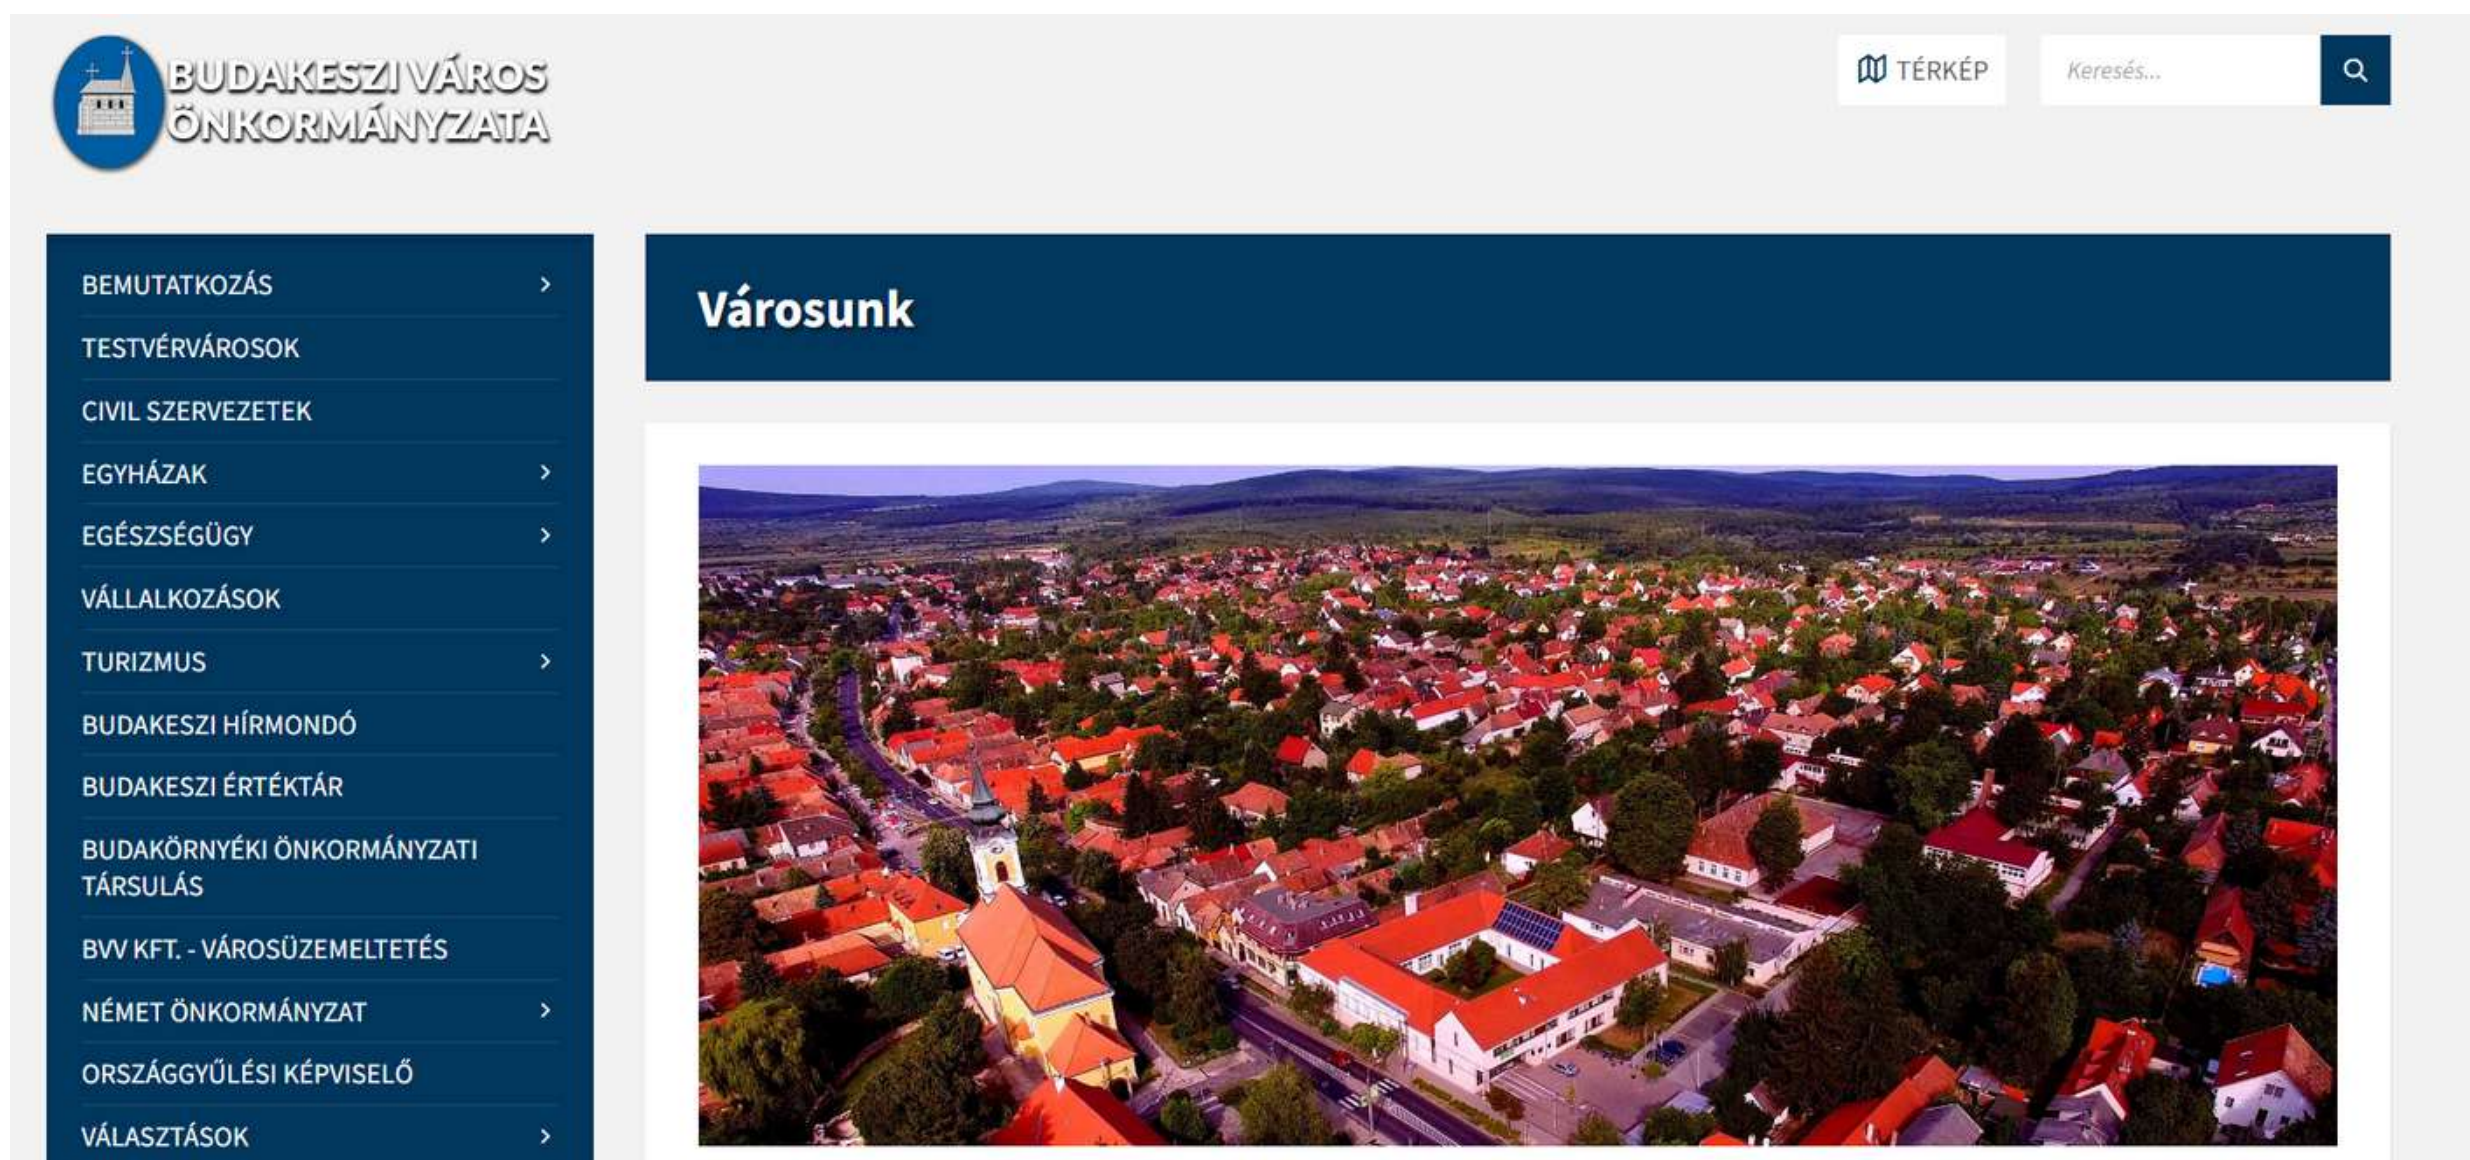 BUDAKESZI VÁROS
ÖNKORMÁNYZATA
TÉRKÉP
Keresés...
BEMUTATKOZÁS
TESTVÉRVÁROSOK
CIVIL SZERVEZETEK
EGYHÁZAK
EGÉSZSÉGÜGY
VÁLLALKOZÁSOK
TURIZMUS
BUDAKESZI HÍRMONDÓ
BUDAKESZI ÉRTÉKTÁR
BUDAKÖRNYÉKI ÖNKORMÁNYZATI
TÁRSULÁS
BVV KFT. - VÁROSÜZEMELTETÉS
NÉMET ÖNKORMÁNYZAT
ORSZÁGGYŰLÉSI KÉPVISELŐ
VÁLASZTÁSOK
Városunk